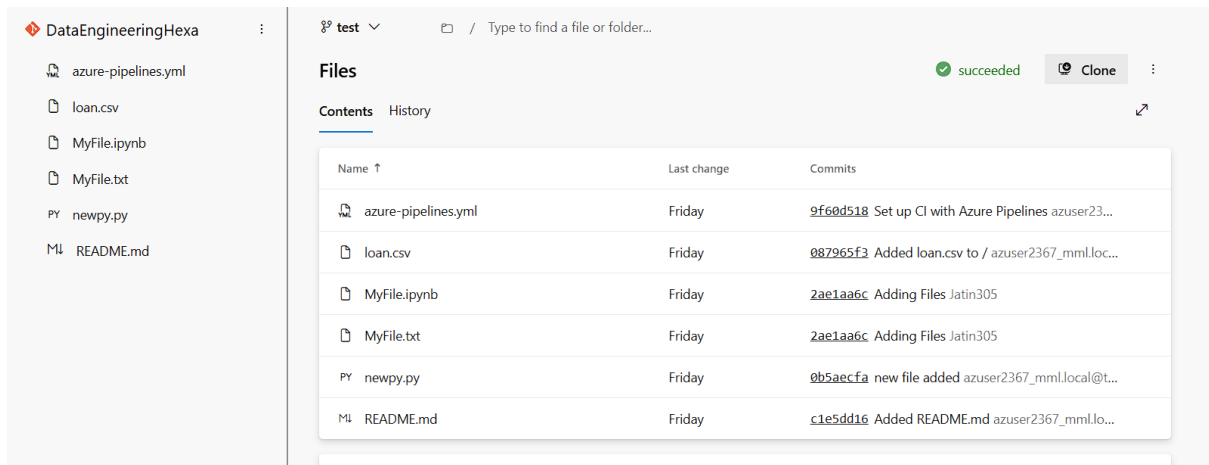 DataEngineeringHexa
azure-pipelines.yml
loan.csv
MyFile.ipynb
MyFile.txt
PY newpy.py
M↓ README.md
test
/ Type to find a file or folder...
Files
succeeded
Clone
Contents History
Name ↑ Last change Commits
YML azure-pipelines.yml Friday 9f60d518 Set up CI with Azure Pipelines azuser23...
loan.csv Friday 087965f3 Added loan.csv to / azuser2367_mml.loc...
MyFile.ipynb Friday 2ae1aa6c Adding Files Jatin305
MyFile.txt Friday 2ae1aa6c Adding Files Jatin305
PY newpy.py Friday 0b5aecfa new file added azuser2367_mml.local@t...
M↓ README.md Friday c1e5dd16 Added README.md azuser2367_mml.lo...